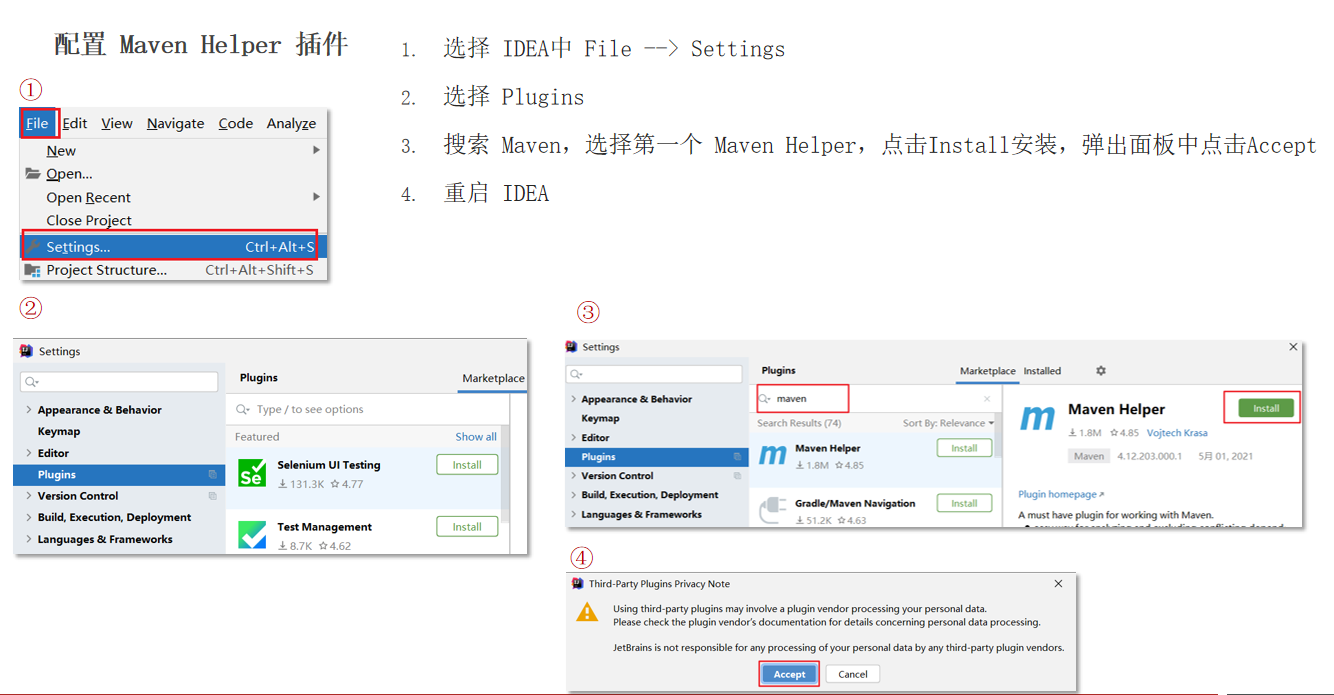 配置 Maven Helper 插件
1. 选择 IDEA中 File --> Settings
2. 选择 Plugins
3. 搜索 Maven，选择第一个 Maven Helper，点击Install安装，弹出面板中点击Accept
4. 重启 IDEA
①
File Edit View Navigate Code Analyze
New
Open...
Open Recent
Close Project
Settings... Ctrl+Alt+S
Project Structure... Ctrl+Alt+Shift+S
②
Settings
Plugins Marketplace
Type / to see options
Appearance & Behavior
Keymap
Editor
Plugins
Version Control
Build, Execution, Deployment
Languages & Frameworks
Featured Show all
Se
Selenium UI Testing Install
131.3K 4.77
Test Management Install
8.7K 4.62
③
Settings
Plugins Marketplace Installed
maven
Appearance & Behavior
Keymap
Editor
Plugins
Version Control
Build, Execution, Deployment
Languages & Frameworks
Search Results (74) Sort By: Relevance
m
Maven Helper Install
1.8M 4.85
Gradle/Maven Navigation Install
51.2K 4.63
m
Maven Helper Install
1.8M 4.85 Vojtech Krasa
Maven 4.12.203.000.1 5月 01, 2021
Plugin homepage
A must have plugin for working with Maven.
④
Third-Party Plugins Privacy Note
Using third-party plugins may involve a plugin vendor processing your personal data.
Please check the plugin vendor's documentation for details concerning personal data processing.
JetBrains is not responsible for any processing of your personal data by any third-party plugin vendors.
Accept Cancel